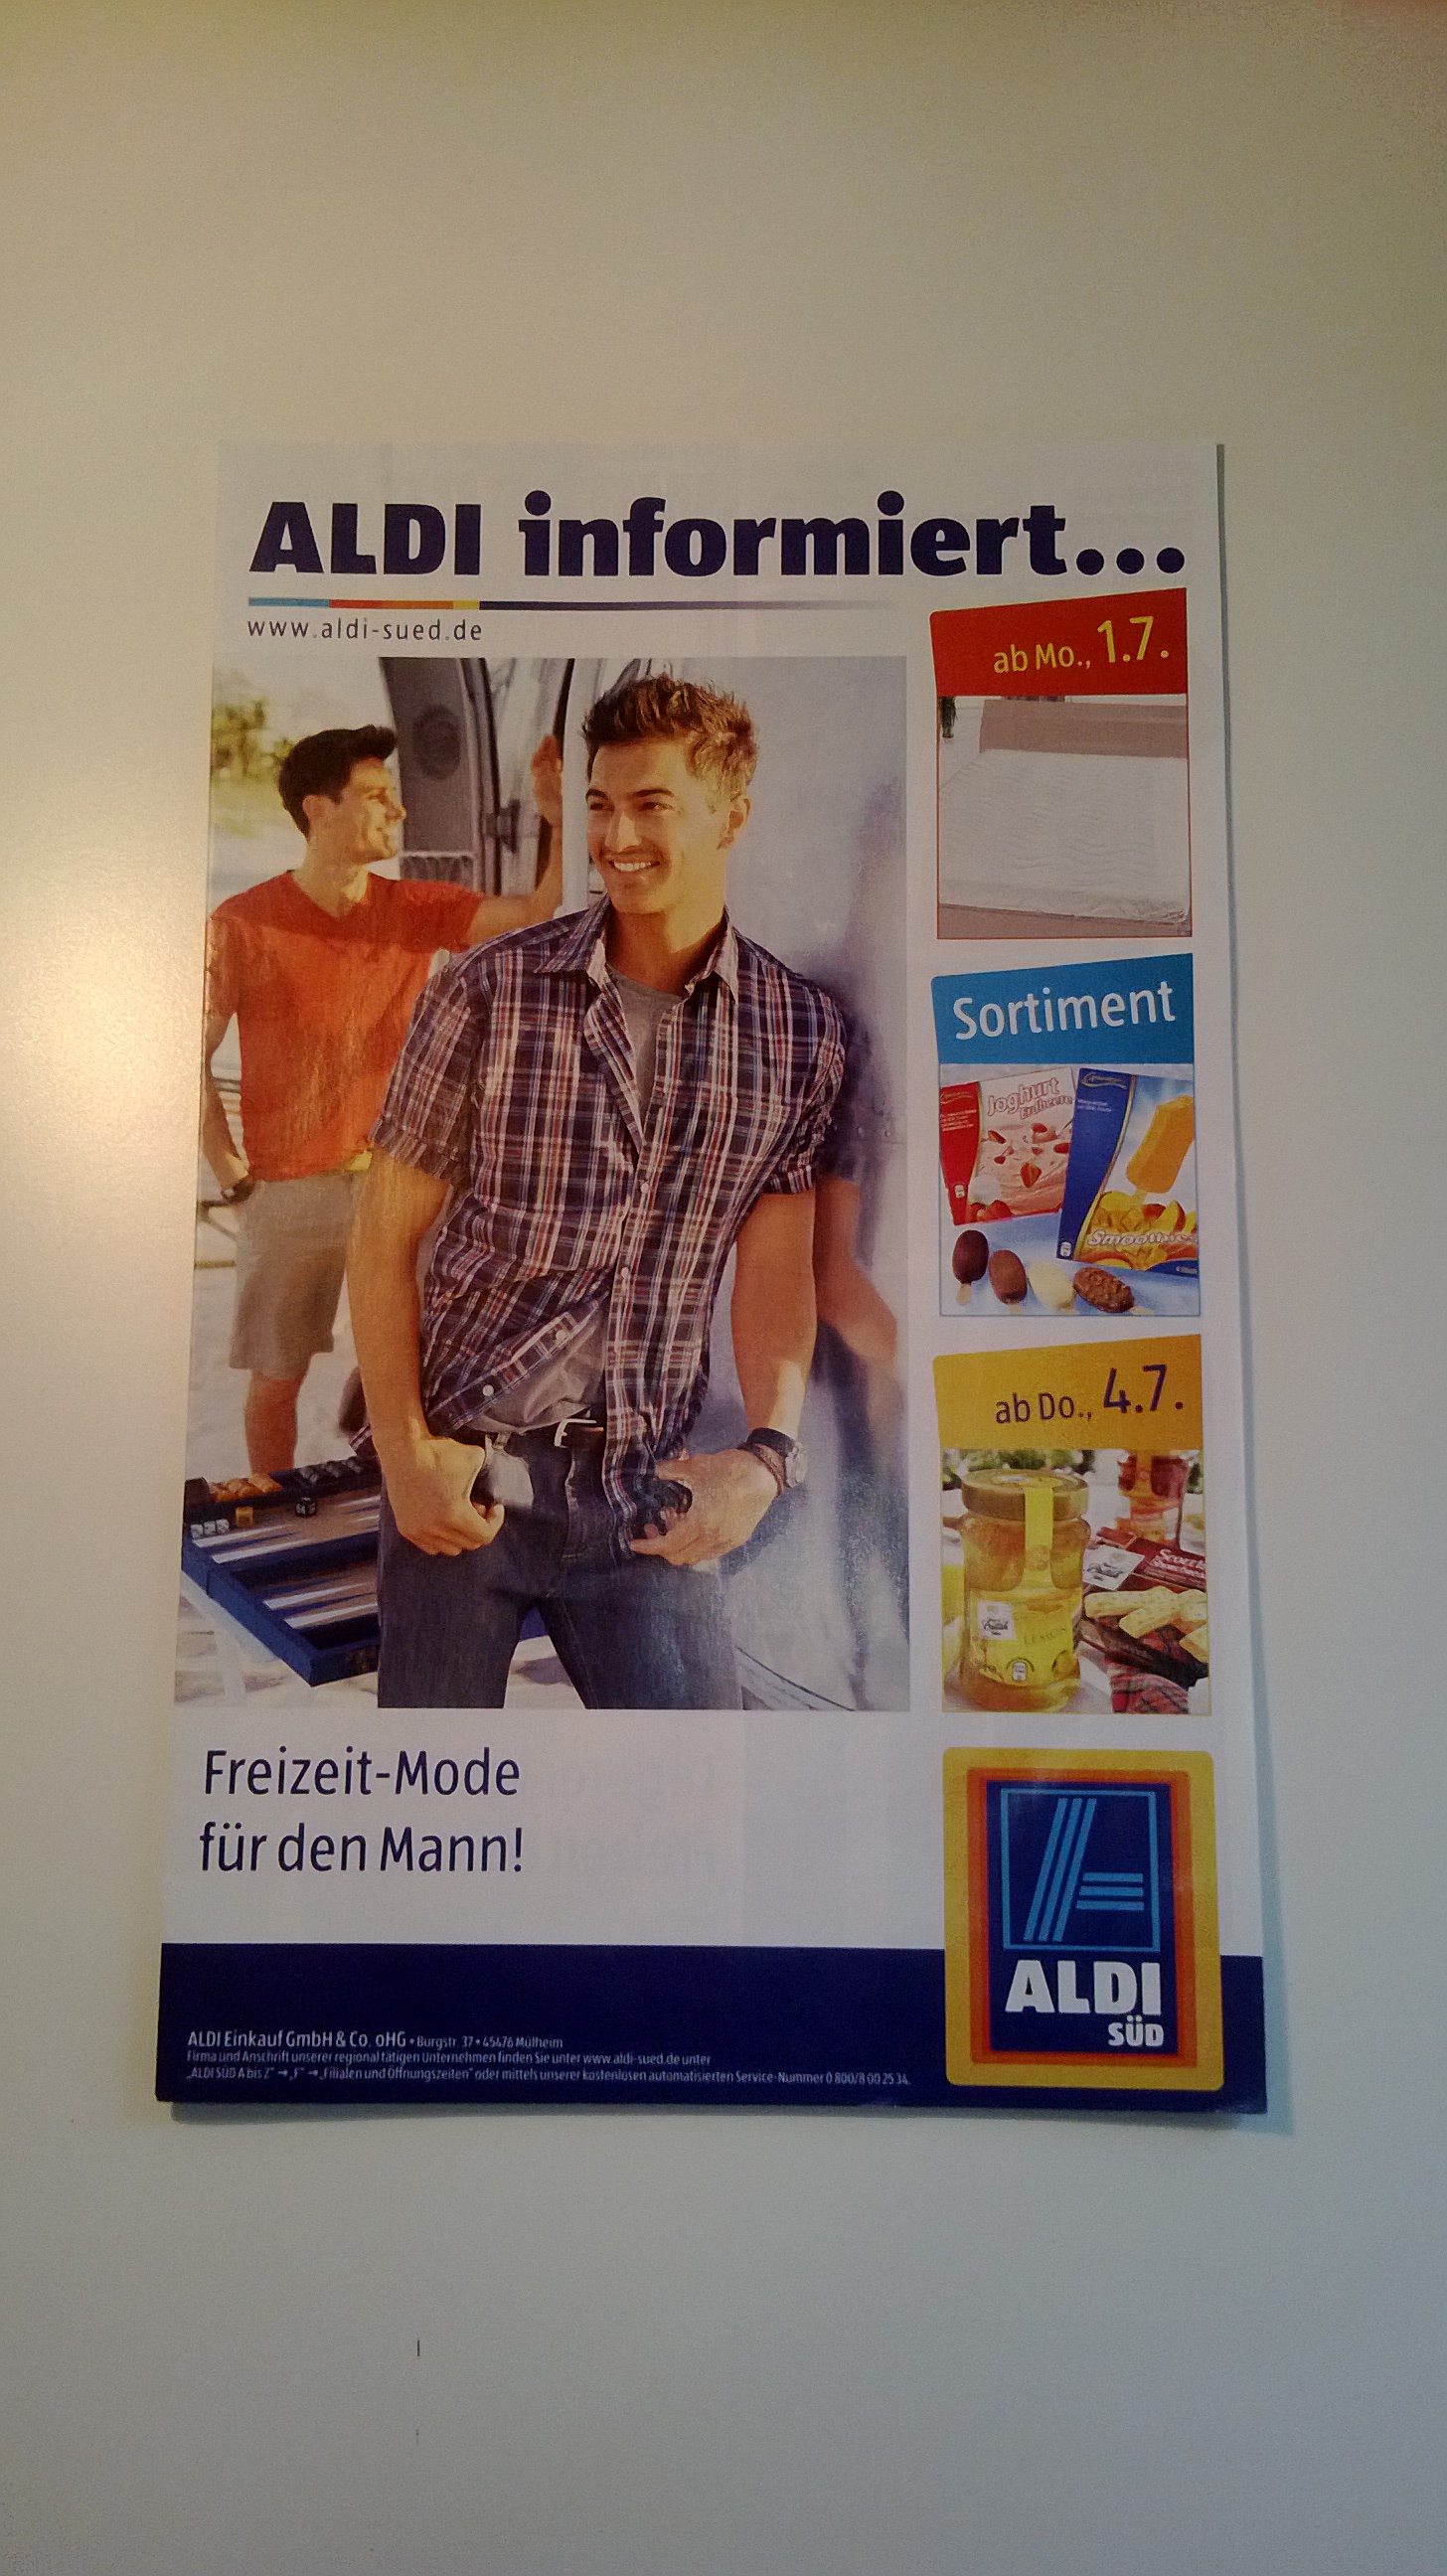 ALDI informiert...
www.aldi-sued.de
ab Mo., 1.7.
Sortiment
Joghurt
Erdbeere
Smoothies
ab Do., 4.7.
LEMON
Freizeit-Mode
für den Mann!
ALDI
SÜD
ALDI Einkauf GmbH & Co. oHG • Burgstr. 37 • 45476 Mülheim
Firma und Anschrift unserer regional tätigen Unternehmen finden Sie unter www.aldi-sued.de unter
„ALDI SÜD A bis Z" → „F" → „Filialen und Öffnungszeiten" oder mittels unserer kostenlosen automatisierten Service-Nummer 0 800/8 00 25 34.